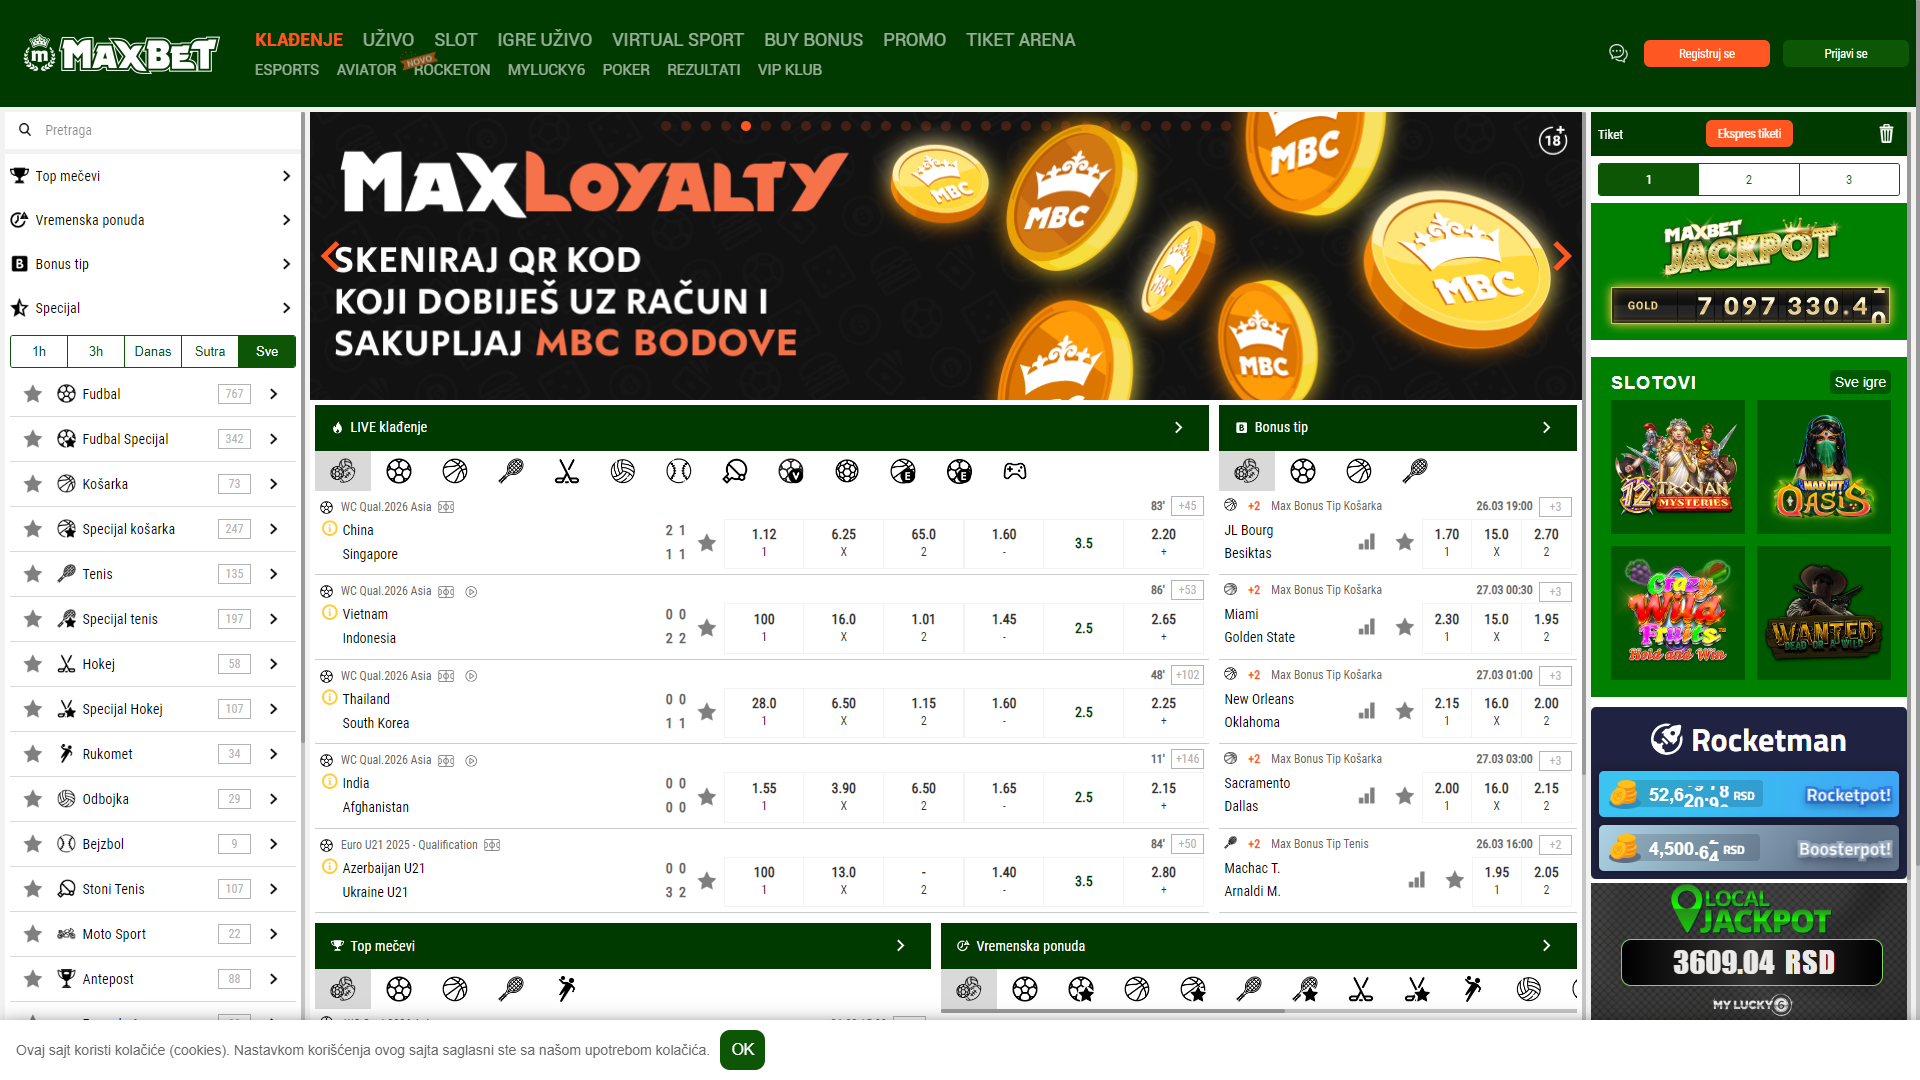 MAXBET
KLAĐENJE UŽIVO SLOT IGRE UŽIVO VIRTUAL SPORT BUY BONUS PROMO TIKET ARENA
ESPORTS AVIATOR NOVO ROCKETON MYLUCKY6 POKER REZULTATI VIP KLUB
Registruj se
Prijavi se
Pretraga
Top mečevi
Vremenska ponuda
Bonus tip
Specijal
1h 3h Danas Sutra Sve
Fudbal 767
Fudbal Specijal 342
Košarka 73
Specijal košarka 247
Tenis 135
Specijal tenis 197
Hokej 58
Specijal Hokej 107
Rukomet 34
Odbojka 29
Bejzbol 9
Stoni Tenis 107
Moto Sport 22
Antepost 88
MAXLOYALTY
SKENIRAJ QR KOD
KOJI DOBIJEŠ UZ RAČUN I
SAKUPLJAJ MBC BODOVE
MBC
MBC
MBC
MBC
MBC
18+
LIVE klađenje
WC Qual.2026 Asia 83' +45
China 2 1
Singapore 1 1
1.12 6.25 65.0 1.60 3.5 2.20
1 X 2 - +
WC Qual.2026 Asia 86' +53
Vietnam 0 0
Indonesia 2 2
100 16.0 1.01 1.45 2.5 2.65
1 X 2 - +
WC Qual.2026 Asia 48' +102
Thailand 0 0
South Korea 1 1
28.0 6.50 1.15 1.60 2.5 2.25
1 X 2 - +
WC Qual.2026 Asia 11' +146
India 0 0
Afghanistan 0 0
1.55 3.90 6.50 1.65 2.5 2.15
1 X 2 - +
Euro U21 2025 - Qualification 84' +50
Azerbaijan U21 0 0
Ukraine U21 3 2
100 13.0 - 1.40 3.5 2.80
1 X 2 - +
Bonus tip
+2 Max Bonus Tip Košarka 26.03 19:00 +3
JL Bourg
Besiktas
1.70 15.0 2.70
1 X 2
+2 Max Bonus Tip Košarka 27.03 00:30 +3
Miami
Golden State
2.30 15.0 1.95
1 X 2
+2 Max Bonus Tip Košarka 27.03 01:00 +3
New Orleans
Oklahoma
2.15 16.0 2.00
1 X 2
+2 Max Bonus Tip Košarka 27.03 03:00 +3
Sacramento
Dallas
2.00 16.0 2.15
1 X 2
+2 Max Bonus Tip Tenis 26.03 16:00 +2
Machac T.
Arnaldi M.
1.95 2.05
1 2
Top mečevi
Vremenska ponuda
Tiket Ekspres tiketi
1 2 3
MAXBET
JACKPOT
GOLD 7 097 330.4
SLOTOVI Sve igre
12 TROJAN
MYSTERIES
MAD HIT
OASIS
Crazy
Wild
Fruits
Hold and Win
WANTED
DEAD OR A WILD
Rocketman
RSD Rocketpot!
4,500.64 RSD Boosterpot!
LOCAL
JACKPOT
3609.04 RSD
MY LUCKY 6
Ovaj sajt koristi kolačiće (cookies). Nastavkom korišćenja ovog sajta saglasni ste sa našom upotrebom kolačića. OK